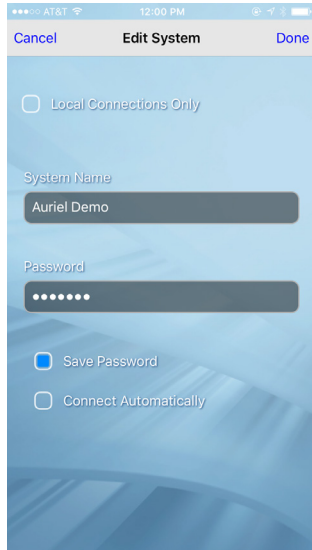 AT&T 12:00 PM
Cancel Edit System Done
Local Connections Only
System Name
Auriel Demo
Password
•••••••
Save Password
Connect Automatically